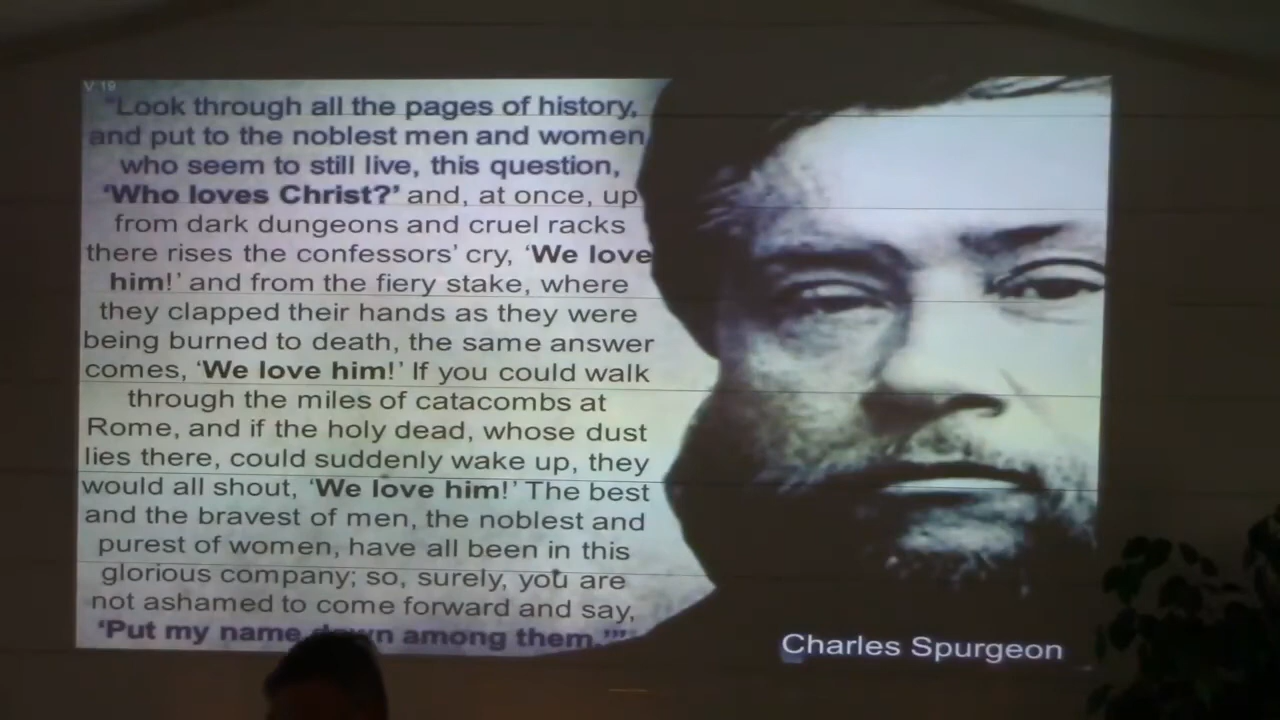 V 19
"Look through all the pages of history,
and put to the noblest men and women
who seem to still live, this question,
‘Who loves Christ?’ and, at once, up
from dark dungeons and cruel racks
there rises the confessors’ cry, ‘We love
him!’ and from the fiery stake, where
they clapped their hands as they were
being burned to death, the same answer
comes, ‘We love him!’ If you could walk
through the miles of catacombs at
Rome, and if the holy dead, whose dust
lies there, could suddenly wake up, they
would all shout, ‘We love him!’ The best
and the bravest of men, the noblest and
purest of women, have all been in this
glorious company; so, surely, you are
not ashamed to come forward and say,
‘Put my name among them.’"
Charles Spurgeon